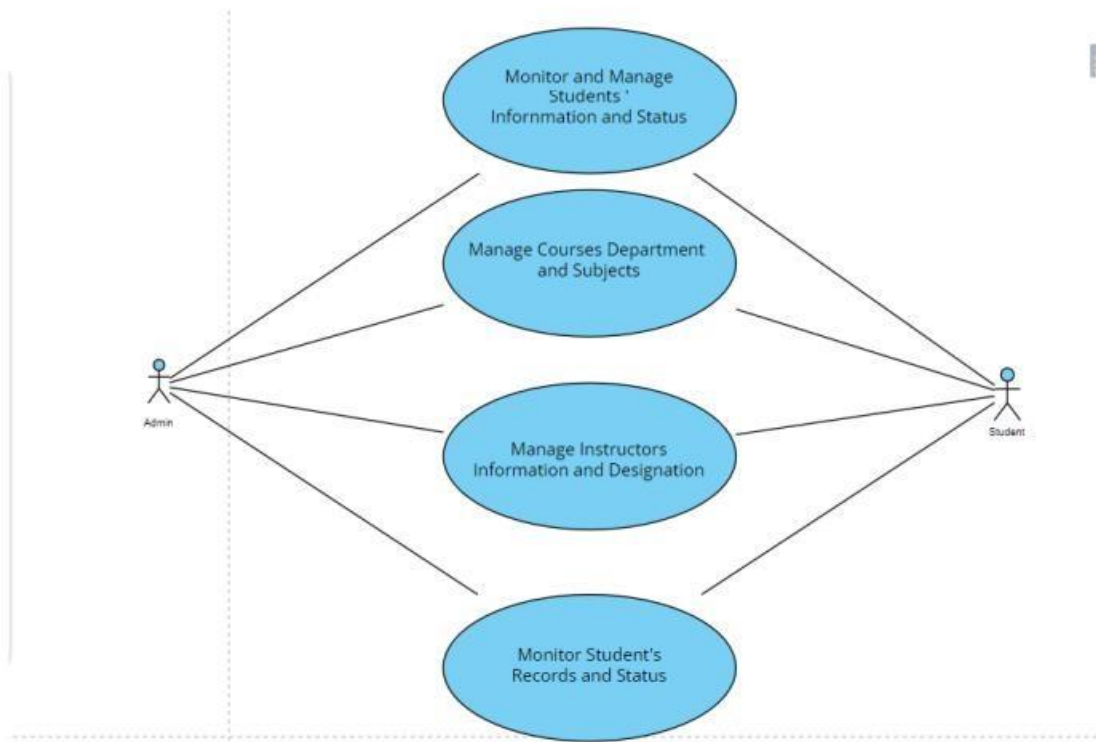 Monitor and Manage
Students '
Infornmation and Status
Manage Courses Department
and Subjects
Admin
Student
Manage Instructors
Information and Designation
Monitor Student's
Records and Status